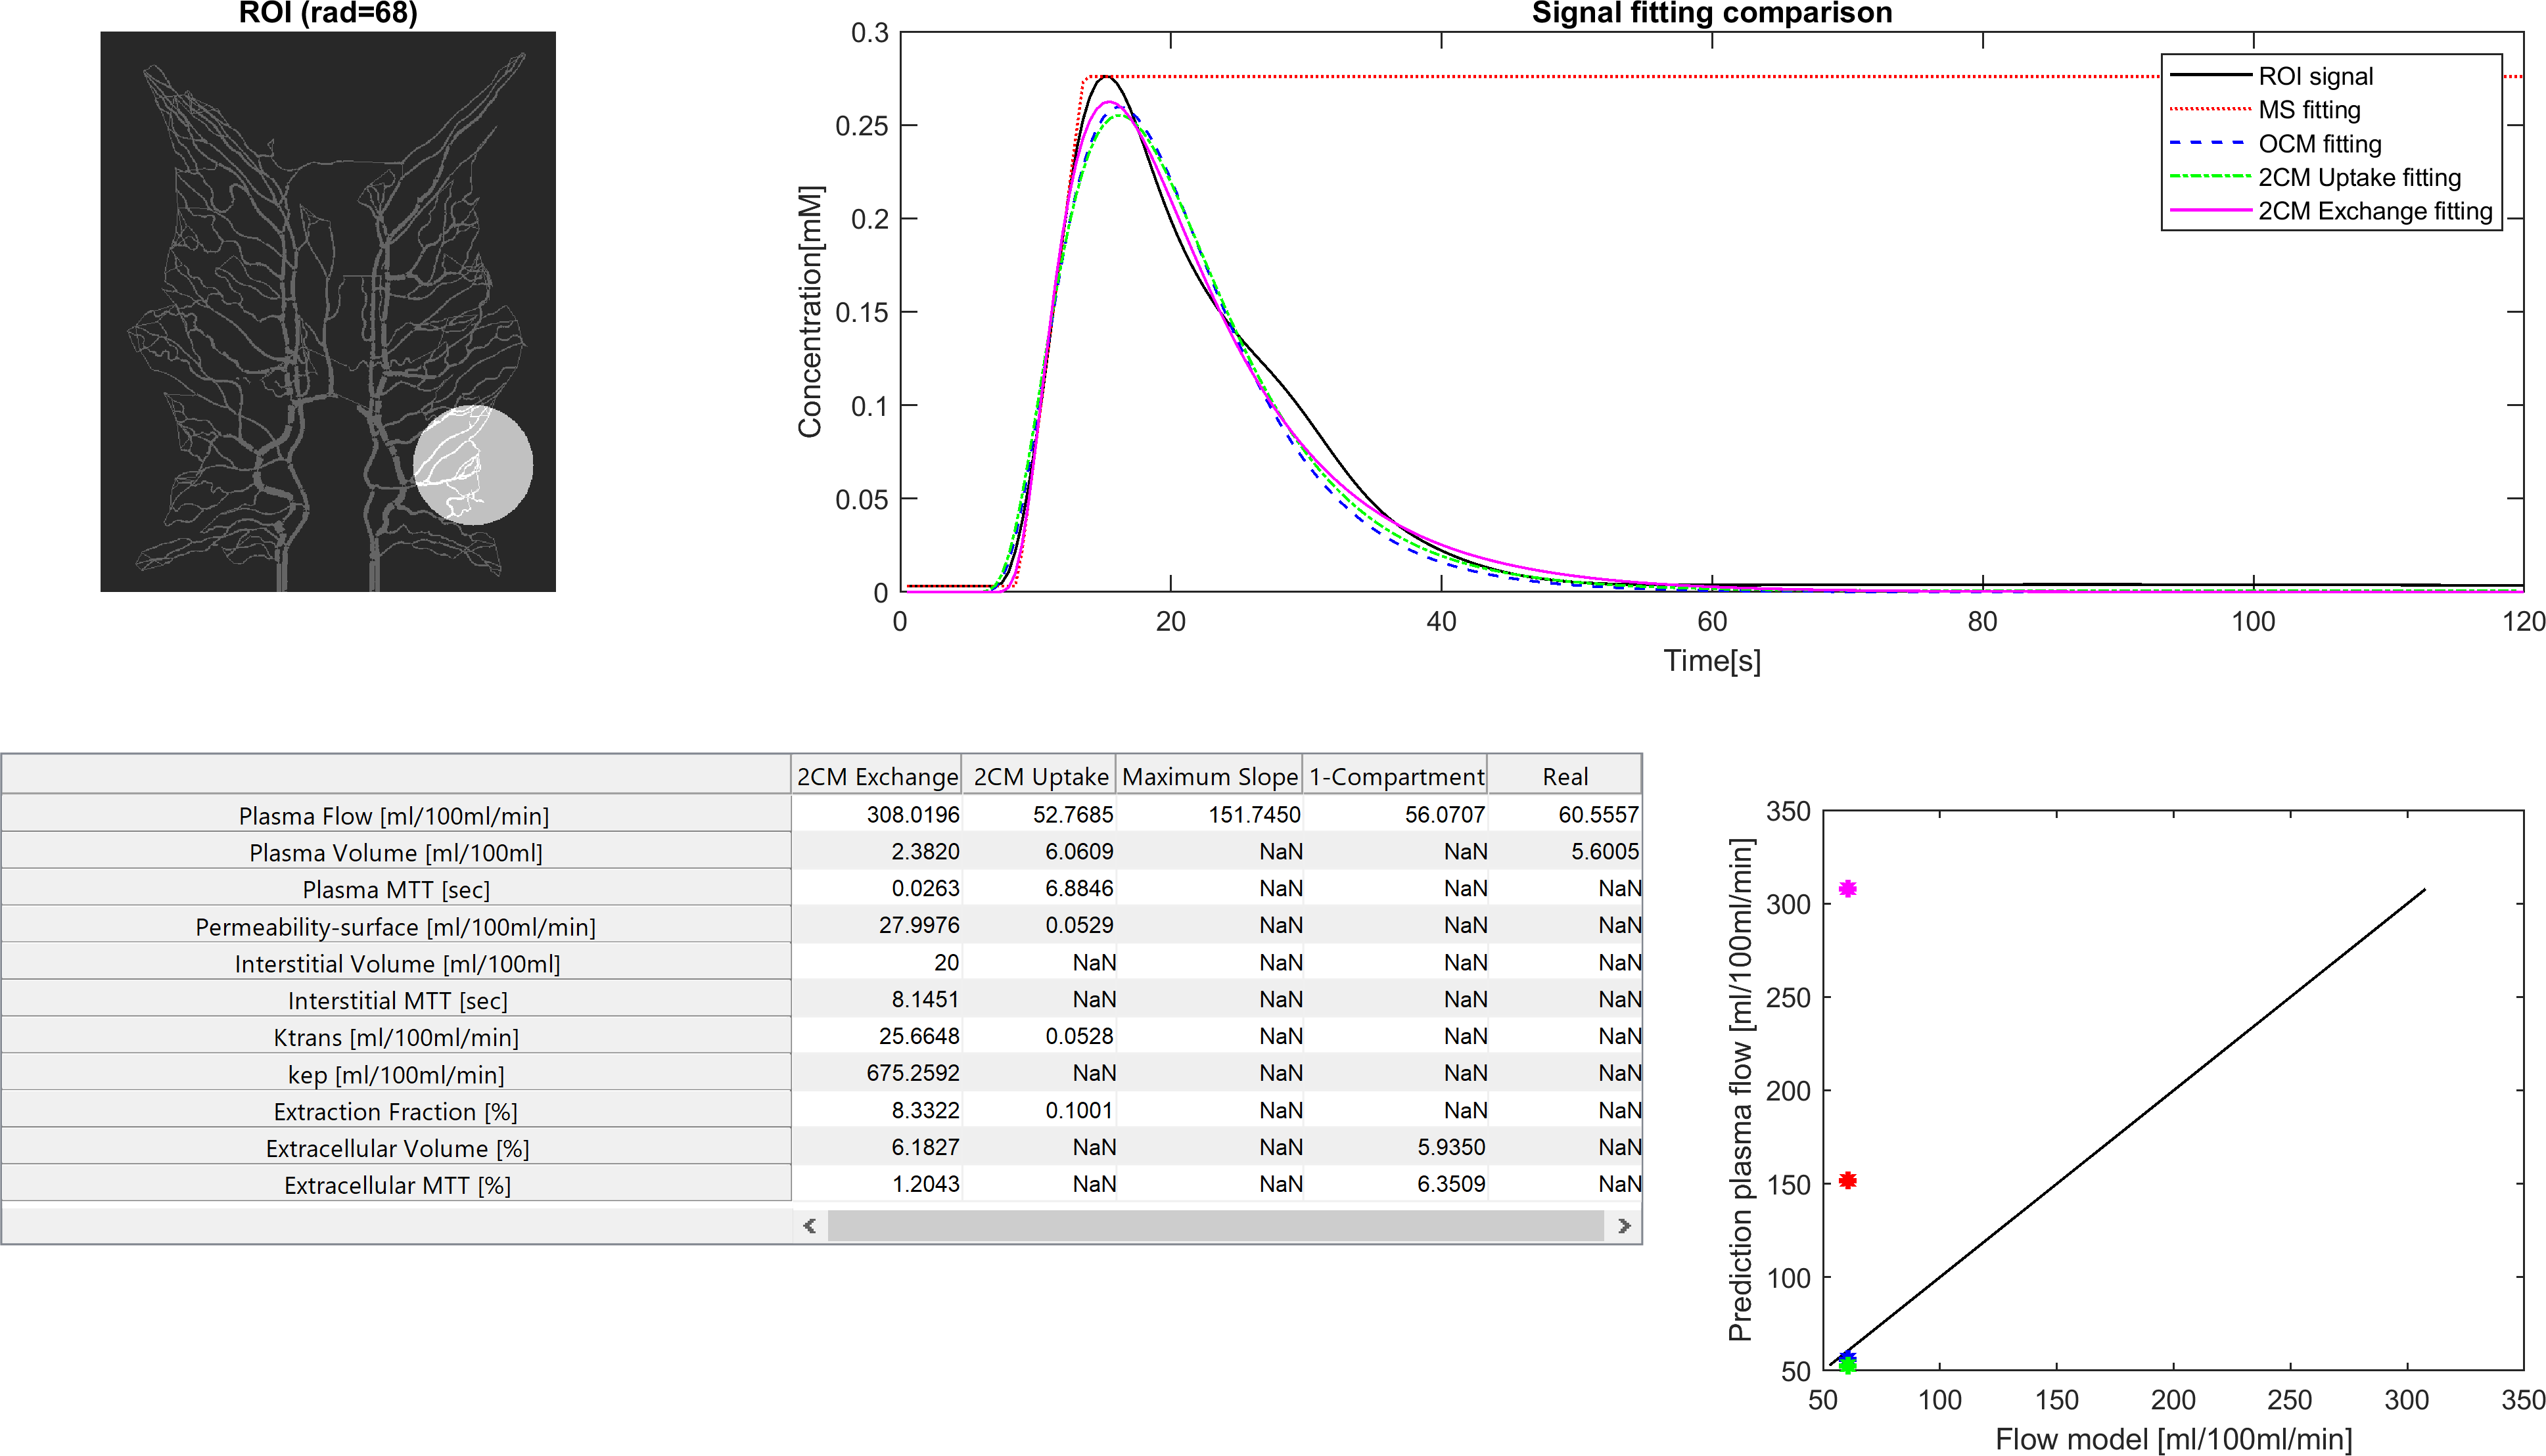 ROI (rad=68)
Signal fitting comparison
0.3
0.25
0.2
0.15
0.1
0.05
0
Concentration[mM]
0 20 40 60 80 100 120
Time[s]
ROI signal
MS fitting
OCM fitting
2CM Uptake fitting
2CM Exchange fitting
2CM Exchange 2CM Uptake Maximum Slope 1-Compartment Real
Plasma Flow [ml/100ml/min] 308.0196 52.7685 151.7450 56.0707 60.5557
Plasma Volume [ml/100ml] 2.3820 6.0609 NaN NaN 5.6005
Plasma MTT [sec] 0.0263 6.8846 NaN NaN NaN
Permeability-surface [ml/100ml/min] 27.9976 0.0529 NaN NaN NaN
Interstitial Volume [ml/100ml] 20 NaN NaN NaN NaN
Interstitial MTT [sec] 8.1451 NaN NaN NaN NaN
Ktrans [ml/100ml/min] 25.6648 0.0528 NaN NaN NaN
kep [ml/100ml/min] 675.2592 NaN NaN NaN NaN
Extraction Fraction [%] 8.3322 0.1001 NaN NaN NaN
Extracellular Volume [%] 6.1827 NaN NaN 5.9350 NaN
Extracellular MTT [%] 1.2043 NaN NaN 6.3509 NaN
350
300
250
200
150
100
50
Prediction plasma flow [ml/100ml/min]
50 100 150 200 250 300 350
Flow model [ml/100ml/min]